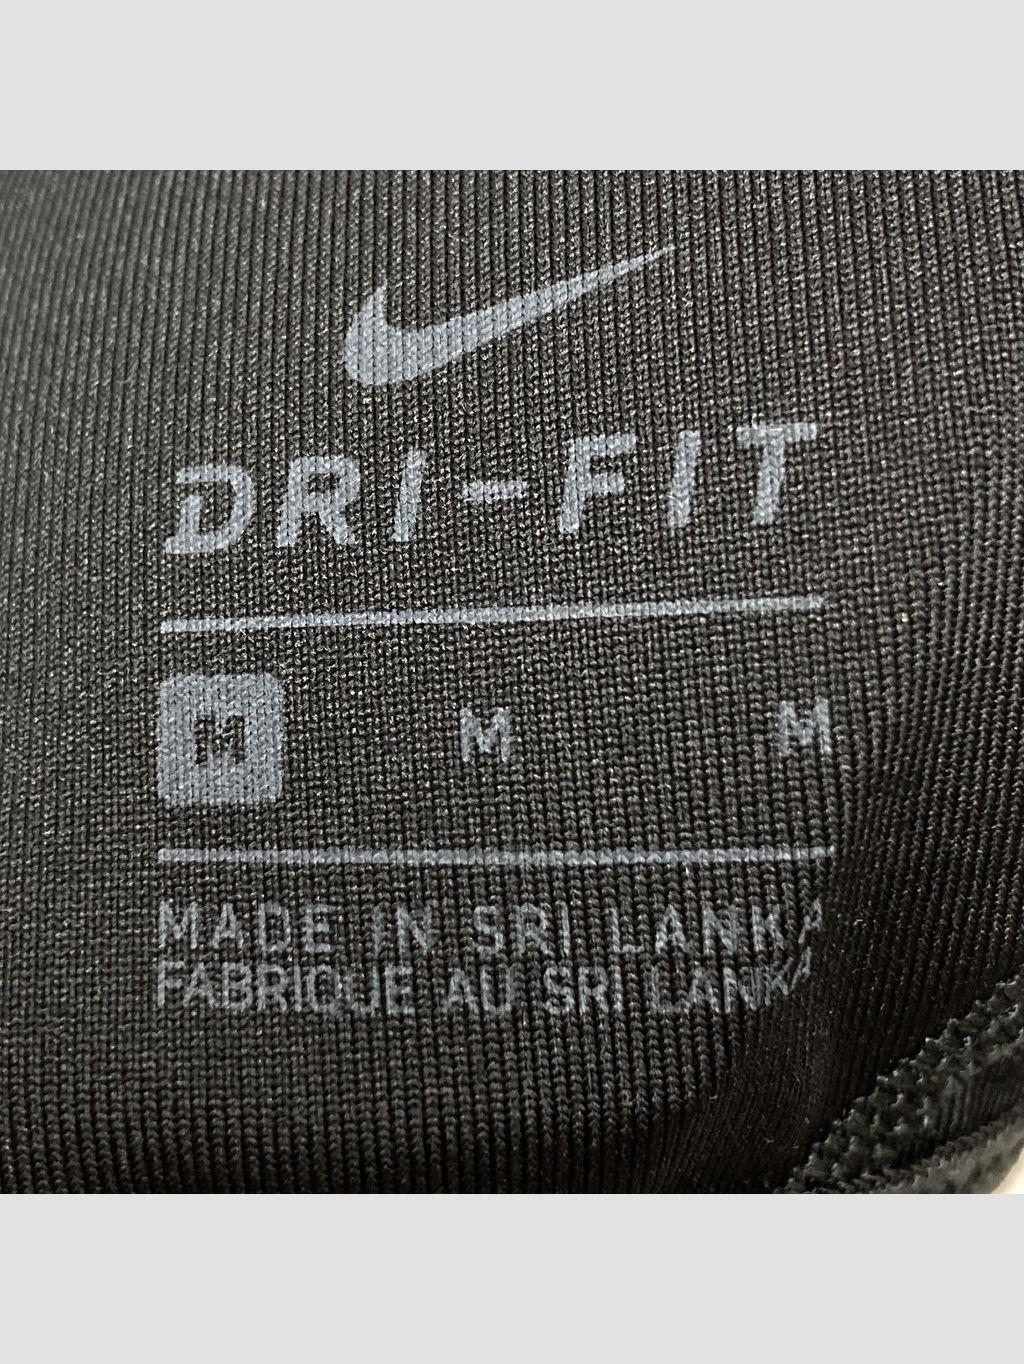 DRI-FIT
M M M
MADE IN SRI LANKA
FABRIQUE AU SRI LANKA